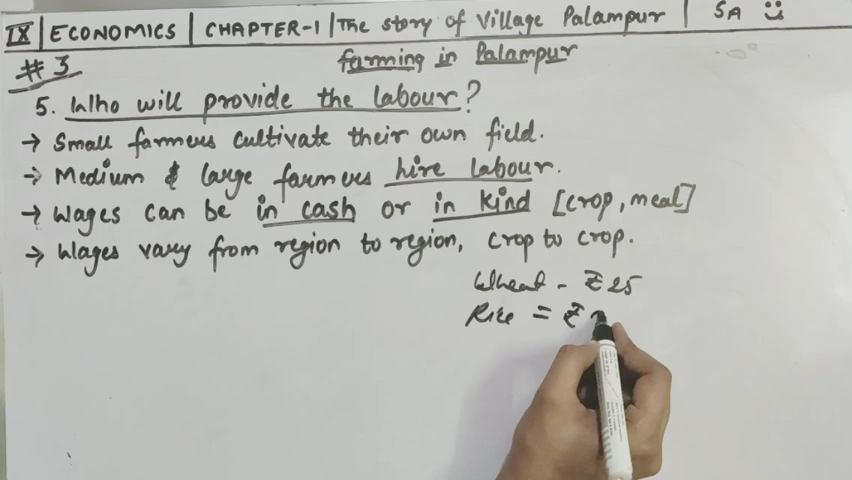 IX | ECONOMICS | CHAPTER-1 | The story of Village Palampur | SA
#3 farming in Palampur
5. Who will provide the labour?
→ Small farmers cultivate their own field.
→ Medium & large farmers hire labour.
→ Wages can be in cash or in kind [crop, meal]
→ Wages vary from region to region, crop to crop.
Wheat - ₹25
Rice = ₹